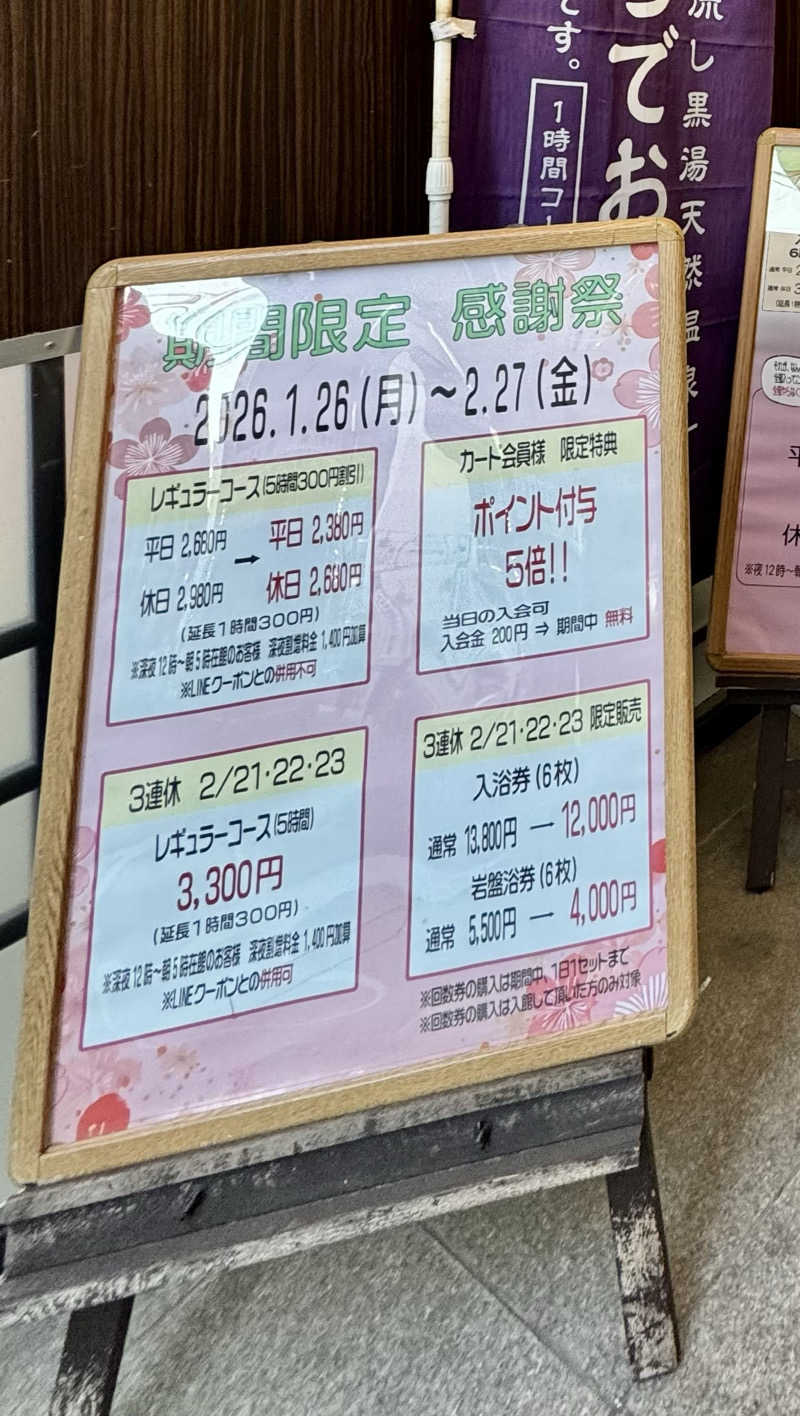 期間限定 感謝祭
2026.1.26(月)～2.27(金)
レギュラーコース(5時間300円割引)
平日 2,680円 → 平日 2,380円
休日 2,980円 休日 2,680円
(延長1時間300円)
※深夜12時～朝5時在館のお客様 深夜割増料金 1,400円加算
※LINEクーポンとの併用不可
カート会員様 限定特典
ポイント付与
5倍!!
当日の入会可
入会金 200円 ⇒ 期間中 無料
3連休 2/21・22・23
レギュラーコース(5時間)
3,300円
(延長1時間300円)
※深夜12時～朝5時在館のお客様 深夜割増料金 1,400円加算
※LINEクーポンとの併用可
3連休 2/21・22・23 限定販売
入浴券(6枚)
通常 13,800円 → 12,000円
岩盤浴券(6枚)
通常 5,500円 → 4,000円
※回数券の購入は期間中、1日1セットまで
※回数券の購入は入館して頂いた方のみ対象
流し黒湯天然温泉
でお
です。
1時間コー
平
休
※夜12時～朝